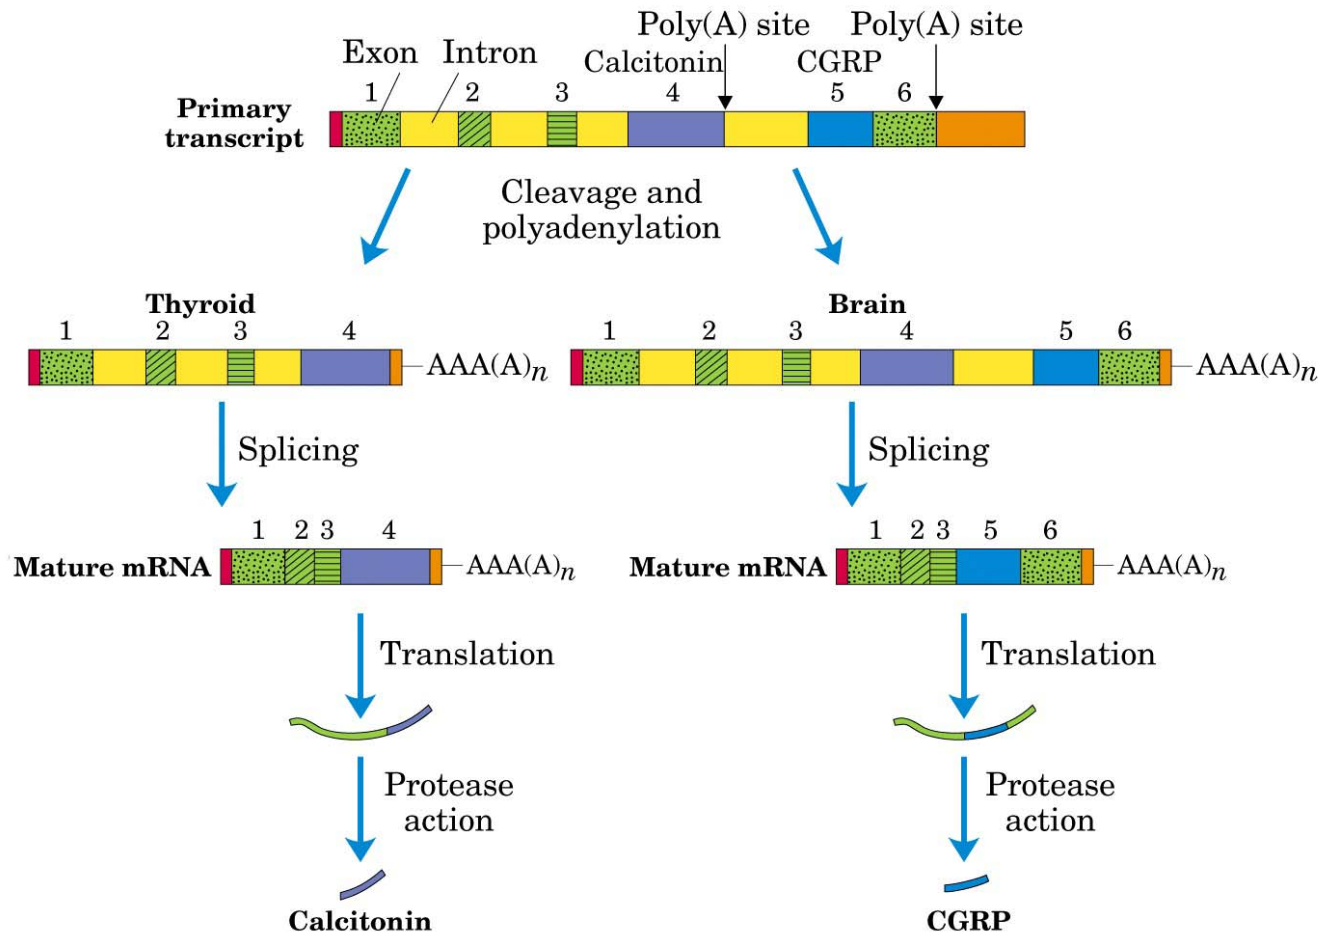 Poly(A) site Poly(A) site
Exon Intron Calcitonin CGRP
1 2 3 4 5 6
Primary
transcript
Cleavage and
polyadenylation
Thyroid Brain
1 2 3 4 1 2 3 4 5 6
AAA(A)n AAA(A)n
Splicing Splicing
1 2 3 4 1 2 3 5 6
Mature mRNA AAA(A)n Mature mRNA AAA(A)n
Translation Translation
Protease Protease
action action
Calcitonin CGRP